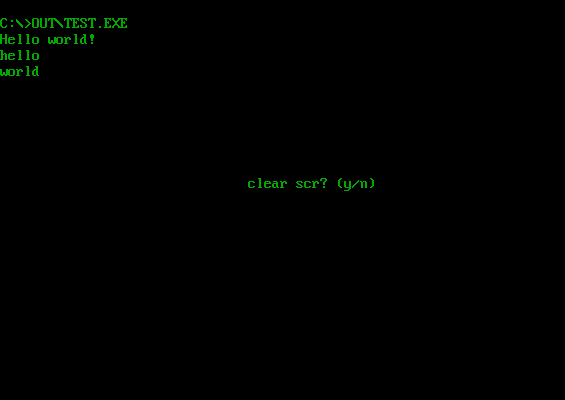 C:\>OUT\TEST.EXE
Hello world!
hello
world
clear scr? (y/n)